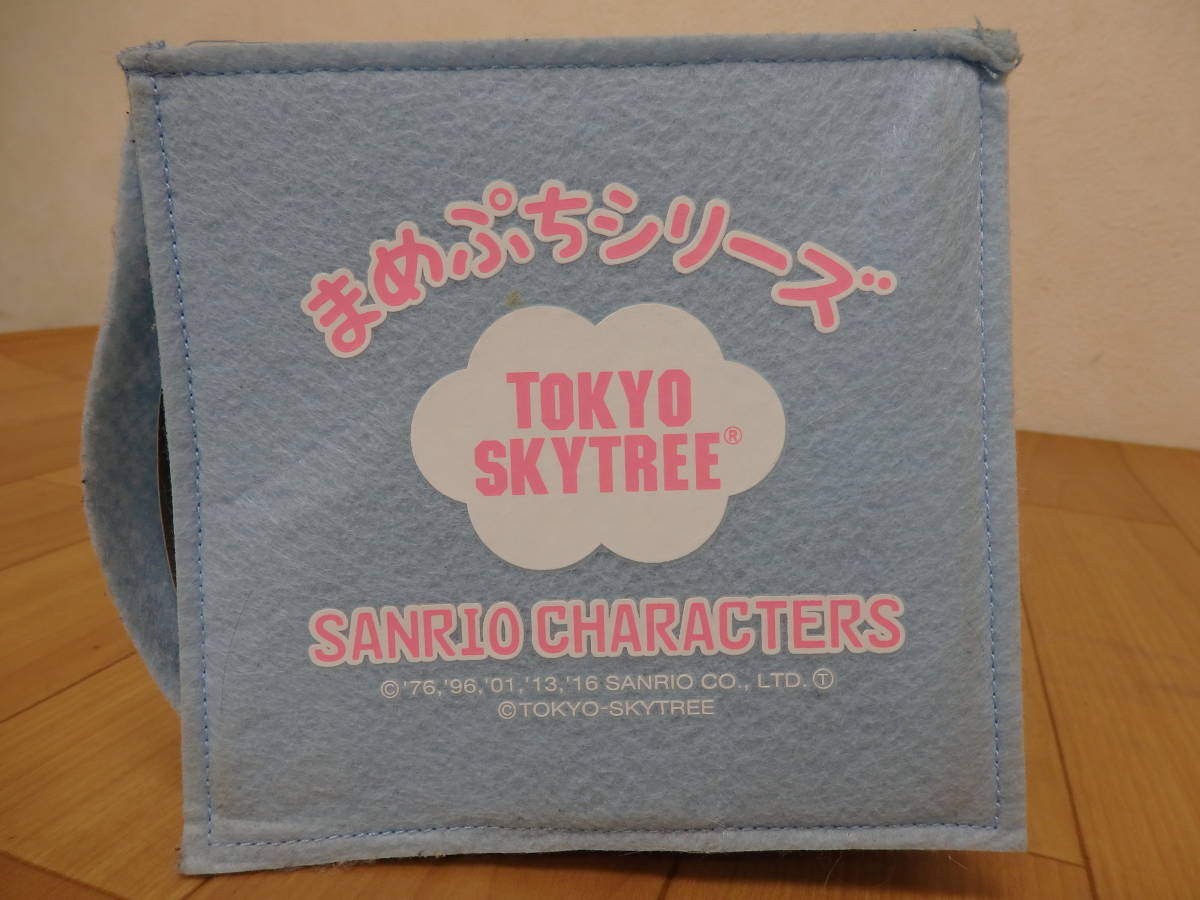 まめぷちシリーズ
TOKYO
SKYTREE®
SANRIO CHARACTERS
©'76,'96,'01,'13,'16 SANRIO CO., LTD. Ⓣ
©TOKYO-SKYTREE